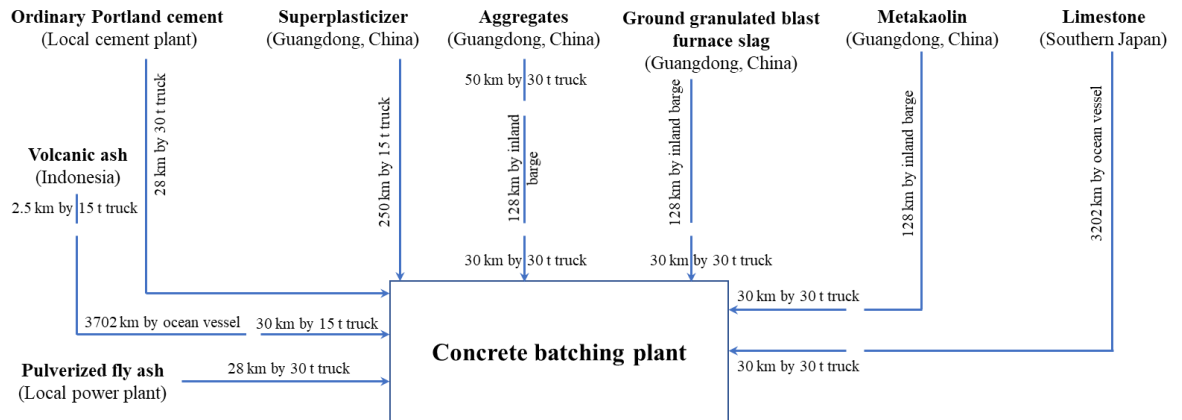 Ordinary Portland cement
(Local cement plant)
28 km by 30 t truck
Superplasticizer
(Guangdong, China)
250 km by 15 t truck
Aggregates
(Guangdong, China)
50 km by 30 t truck
128 km by inland
barge
30 km by 30 t truck
Ground granulated blast
furnace slag
(Guangdong, China)
128 km by inland barge
30 km by 30 t truck
Metakaolin
(Guangdong, China)
128 km by inland barge
30 km by 30 t truck
Limestone
(Southern Japan)
3202 km by ocean vessel
30 km by 30 t truck
Volcanic ash
(Indonesia)
2.5 km by 15 t truck
3702 km by ocean vessel
30 km by 15 t truck
Pulverized fly ash
(Local power plant)
28 km by 30 t truck
Concrete batching plant